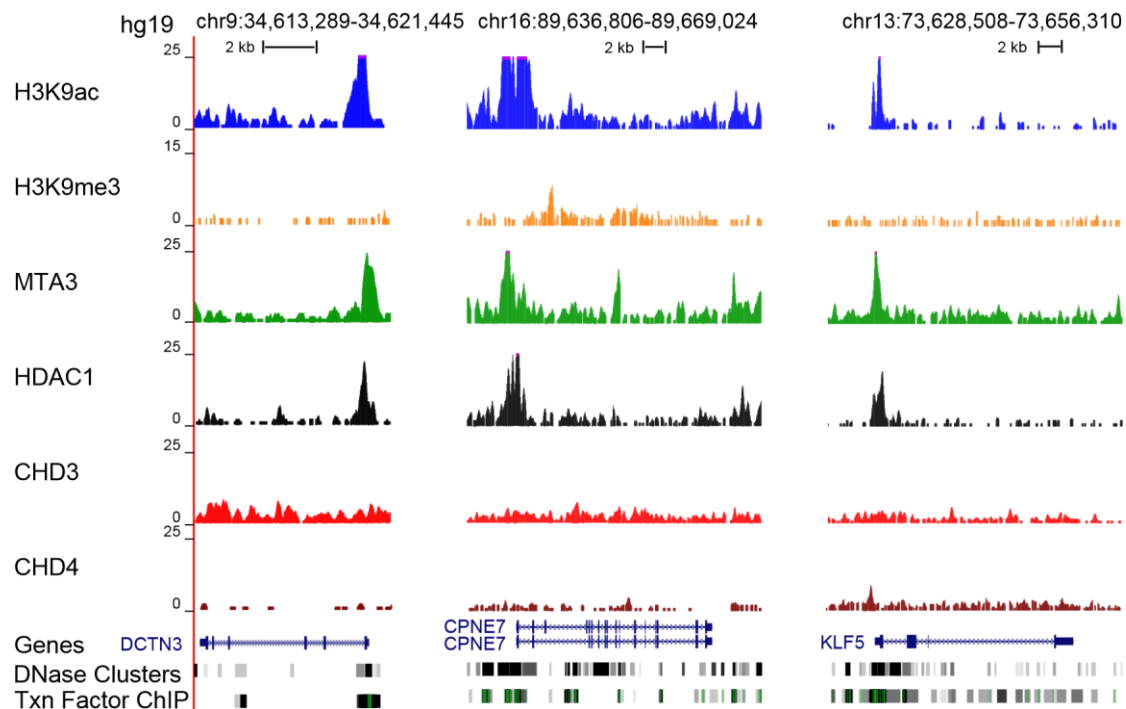 hg19 chr9:34,613,289-34,621,445 chr16:89,636,806-89,669,024 chr13:73,628,508-73,656,310
2 kb 2 kb 2 kb
25
H3K9ac
0
15
H3K9me3
0
25
MTA3
0
25
HDAC1
0
25
CHD3
0
25
CHD4
0
CPNE7
Genes DCTN3 CPNE7 KLF5
DNase Clusters
Txn Factor ChIP